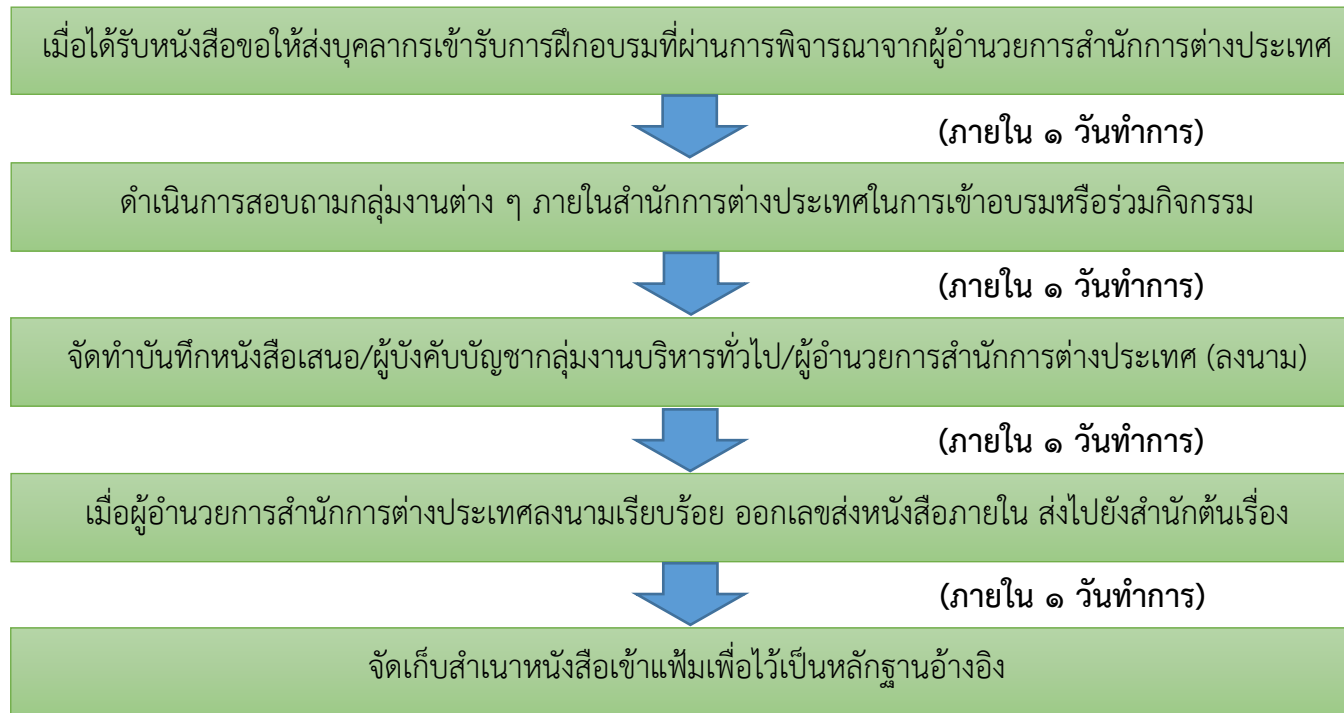 เมื่อได้รับหนังสือขอให้ส่งบุคลากรเข้ารับการฝึกอบรมที่ผ่านการพิจารณาจากผู้อำนวยการสำนักการต่างประเทศ
(ภายใน ๑ วันทำการ)
ดำเนินการสอบถามกลุ่มงานต่าง ๆ ภายในสำนักการต่างประเทศในการเข้าอบรมหรือร่วมกิจกรรม
(ภายใน ๑ วันทำการ)
จัดทำบันทึกหนังสือเสนอ/ผู้บังคับบัญชากลุ่มงานบริหารทั่วไป/ผู้อำนวยการสำนักการต่างประเทศ (ลงนาม)
(ภายใน ๑ วันทำการ)
เมื่อผู้อำนวยการสำนักการต่างประเทศลงนามเรียบร้อย ออกเลขส่งหนังสือภายใน ส่งไปยังสำนักต้นเรื่อง
(ภายใน ๑ วันทำการ)
จัดเก็บสำเนาหนังสือเข้าแฟ้มเพื่อไว้เป็นหลักฐานอ้างอิง